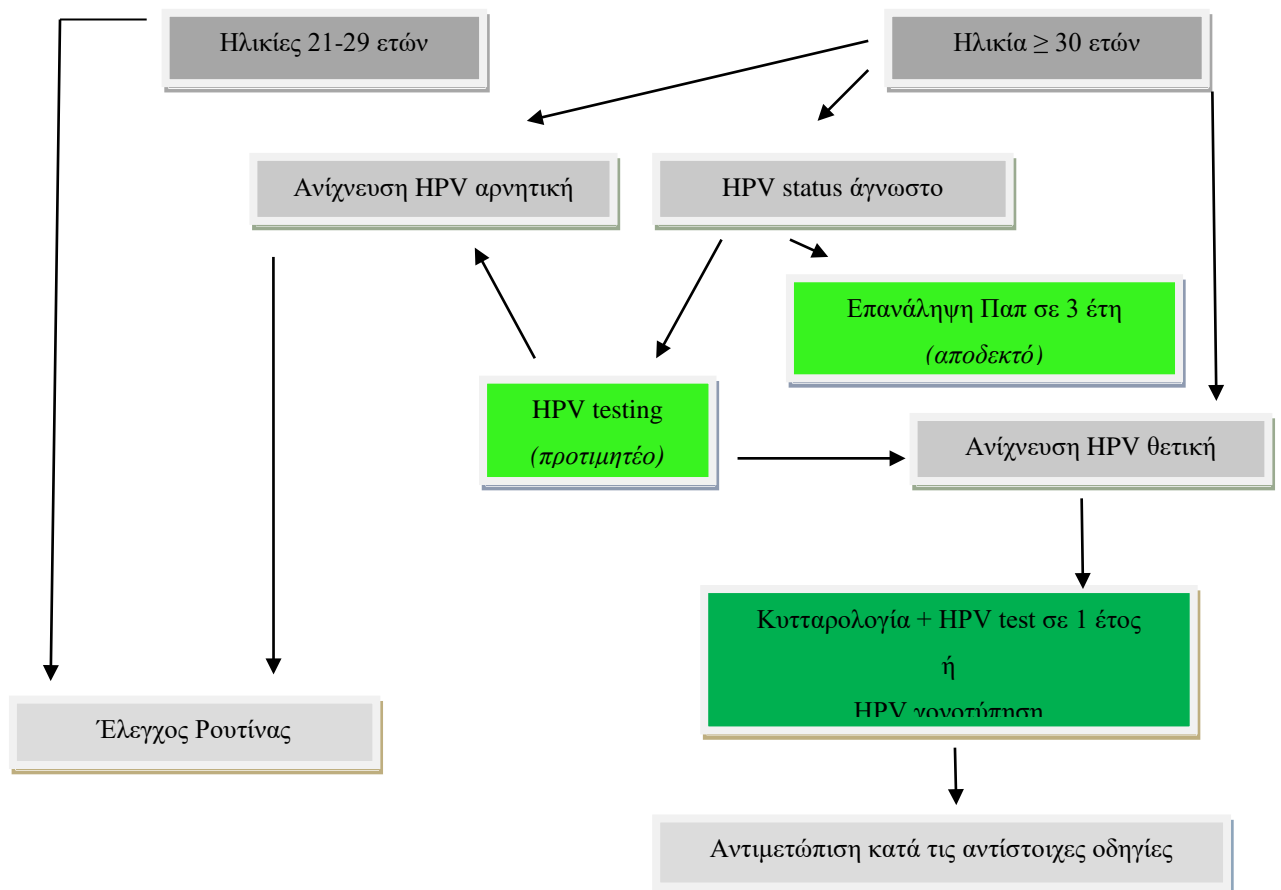 Ηλικίες 21-29 ετών
Ηλικία ≥ 30 ετών
Ανίχνευση HPV αρνητική
HPV status άγνωστο
Επανάληψη Παπ σε 3 έτη
(αποδεκτό)
HPV testing
(προτιμητέο)
Ανίχνευση HPV θετική
Κυτταρολογία + HPV test σε 1 έτος
ή
HPV γονοτύπηση
Έλεγχος Ρουτίνας
Αντιμετώπιση κατά τις αντίστοιχες οδηγίες